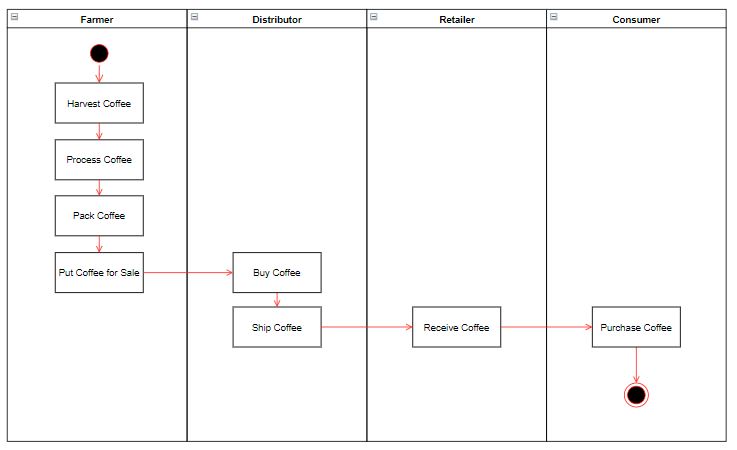 Farmer
Distributor
Retailer
Consumer
Harvest Coffee
Process Coffee
Pack Coffee
Put Coffee for Sale
Buy Coffee
Ship Coffee
Receive Coffee
Purchase Coffee